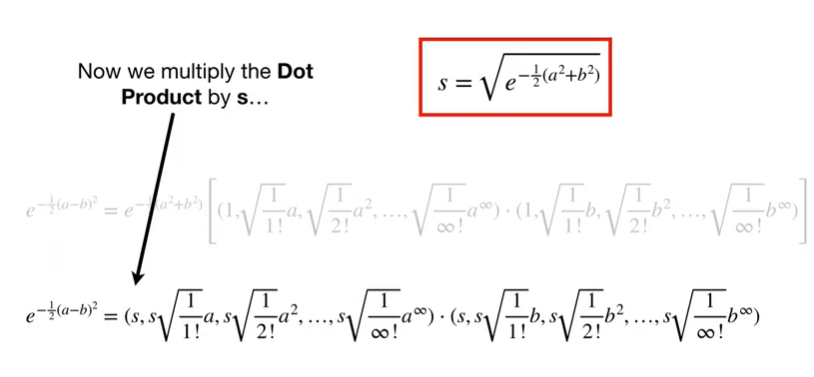 Now we multiply the Dot
Product by s…
s = √(e^{-½(a²+b²)})
e^{-½(a-b)²} = e^{-½(a²+b²)} [(1, √(1/1!)a, √(1/2!)a², …, √(1/∞!)a^∞) · (1, √(1/1!)b, √(1/2!)b², …, √(1/∞!)b^∞)]
e^{-½(a-b)²} = (s, s√(1/1!)a, s√(1/2!)a², …, s√(1/∞!)a^∞) · (s, s√(1/1!)b, s√(1/2!)b², …, s√(1/∞!)b^∞)